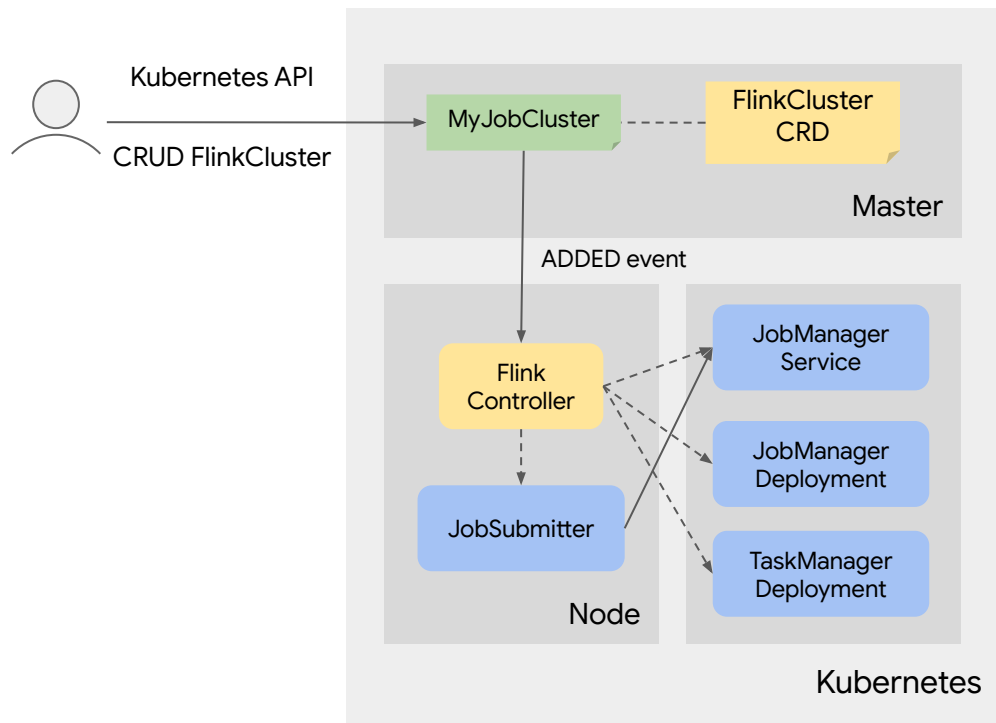 Kubernetes API
CRUD FlinkCluster
MyJobCluster
FlinkCluster
CRD
Master
ADDED event
Flink
Controller
JobSubmitter
Node
JobManager
Service
JobManager
Deployment
TaskManager
Deployment
Kubernetes